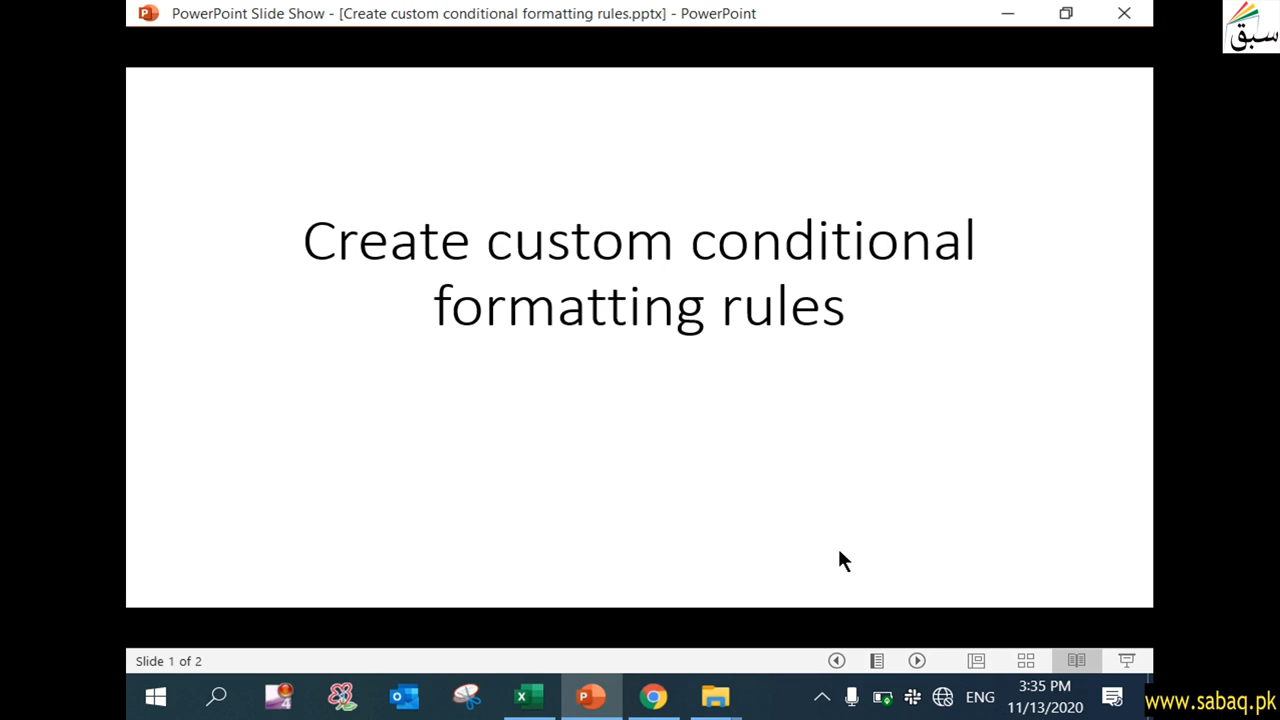 PowerPoint Slide Show - [Create custom conditional formatting rules.pptx] - PowerPoint
سبق
Create custom conditional
formatting rules
Slide 1 of 2
4
ENG
3:35 PM
11/13/2020
www.sabaq.pk